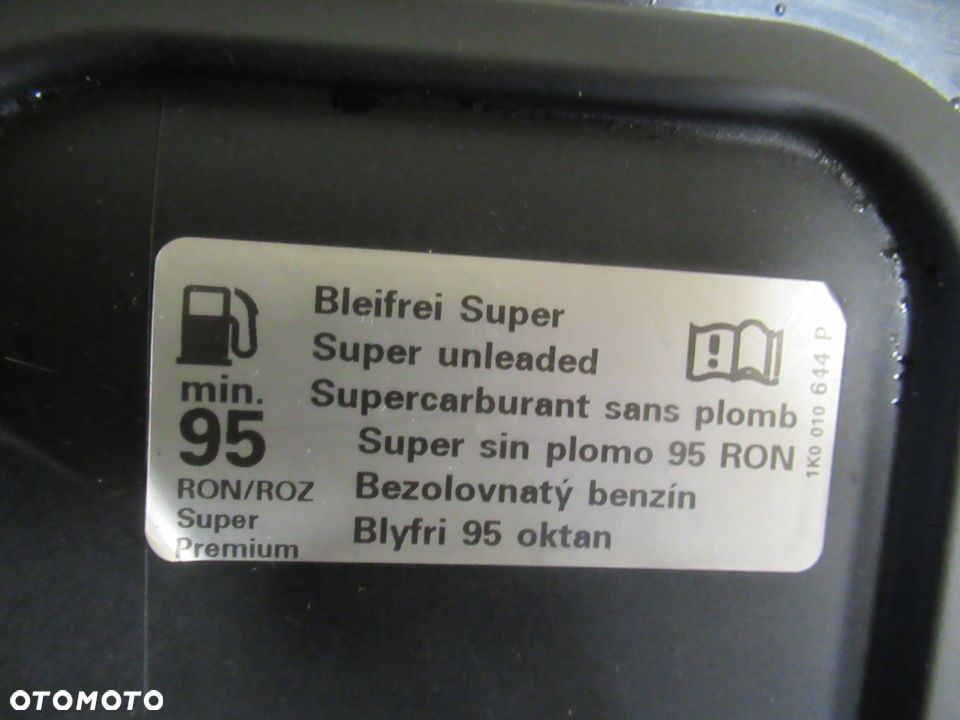 Bleifrei Super
Super unleaded
Supercarburant sans plomb
Super sin plomo 95 RON
Bezolovnatý benzín
Blyfri 95 oktan
min.
95
RON/ROZ
Super
Premium
!
1K0 010 644 P
OTOMOTO